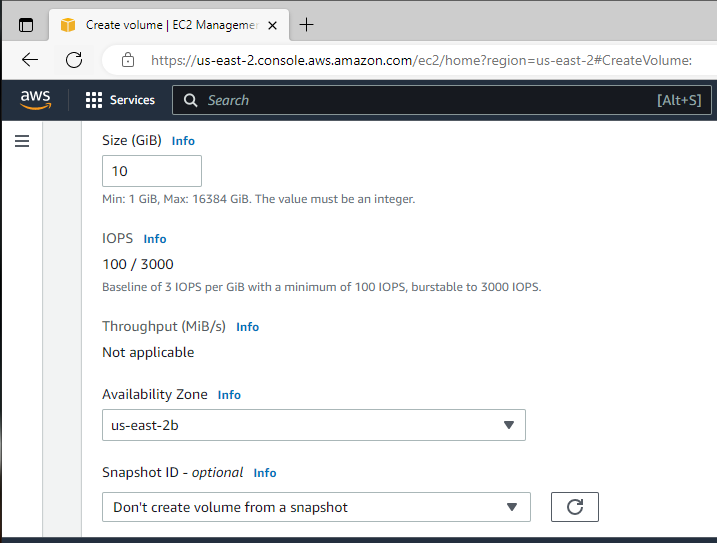 Create volume | EC2 Managemer
https://us-east-2.console.aws.amazon.com/ec2/home?region=us-east-2#CreateVolume:
aws Services Search [Alt+S]
Size (GiB) Info
10
Min: 1 GiB, Max: 16384 GiB. The value must be an integer.
IOPS Info
100 / 3000
Baseline of 3 IOPS per GiB with a minimum of 100 IOPS, burstable to 3000 IOPS.
Throughput (MiB/s) Info
Not applicable
Availability Zone Info
us-east-2b
Snapshot ID - optional Info
Don't create volume from a snapshot